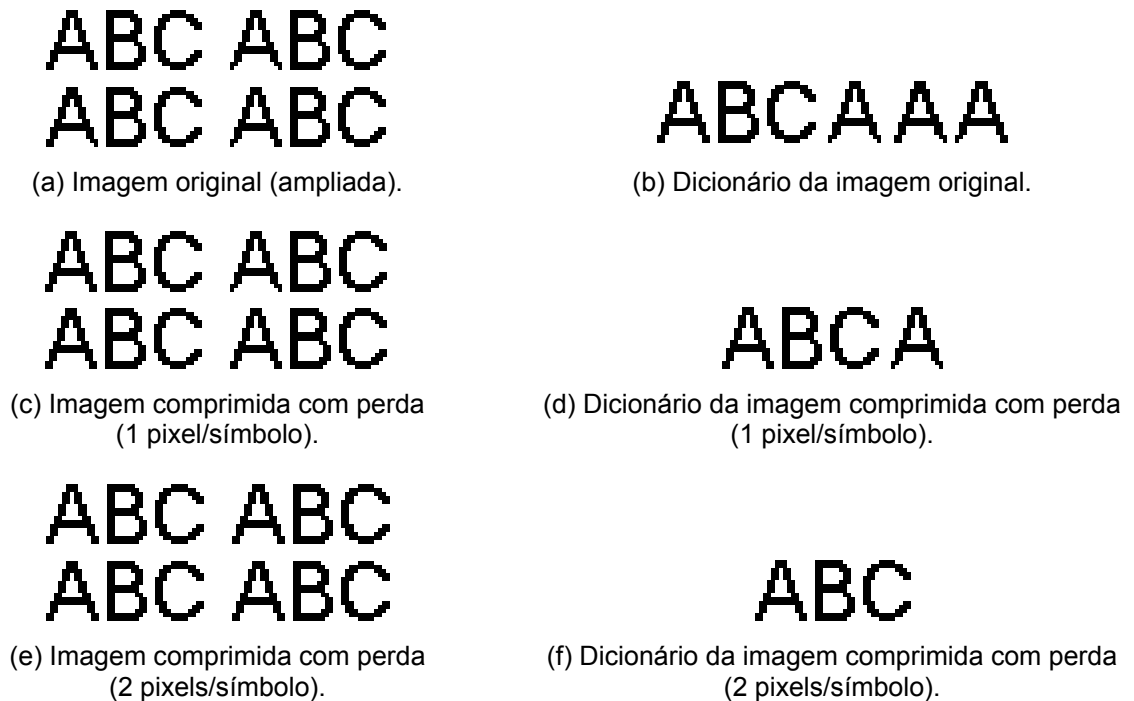 ABC ABC
ABC ABC
(a) Imagem original (ampliada).
ABCAAA
(b) Dicionário da imagem original.
ABC ABC
ABC ABC
(c) Imagem comprimida com perda
(1 pixel/símbolo).
ABCA
(d) Dicionário da imagem comprimida com perda
(1 pixel/símbolo).
ABC ABC
ABC ABC
(e) Imagem comprimida com perda
(2 pixels/símbolo).
ABC
(f) Dicionário da imagem comprimida com perda
(2 pixels/símbolo).